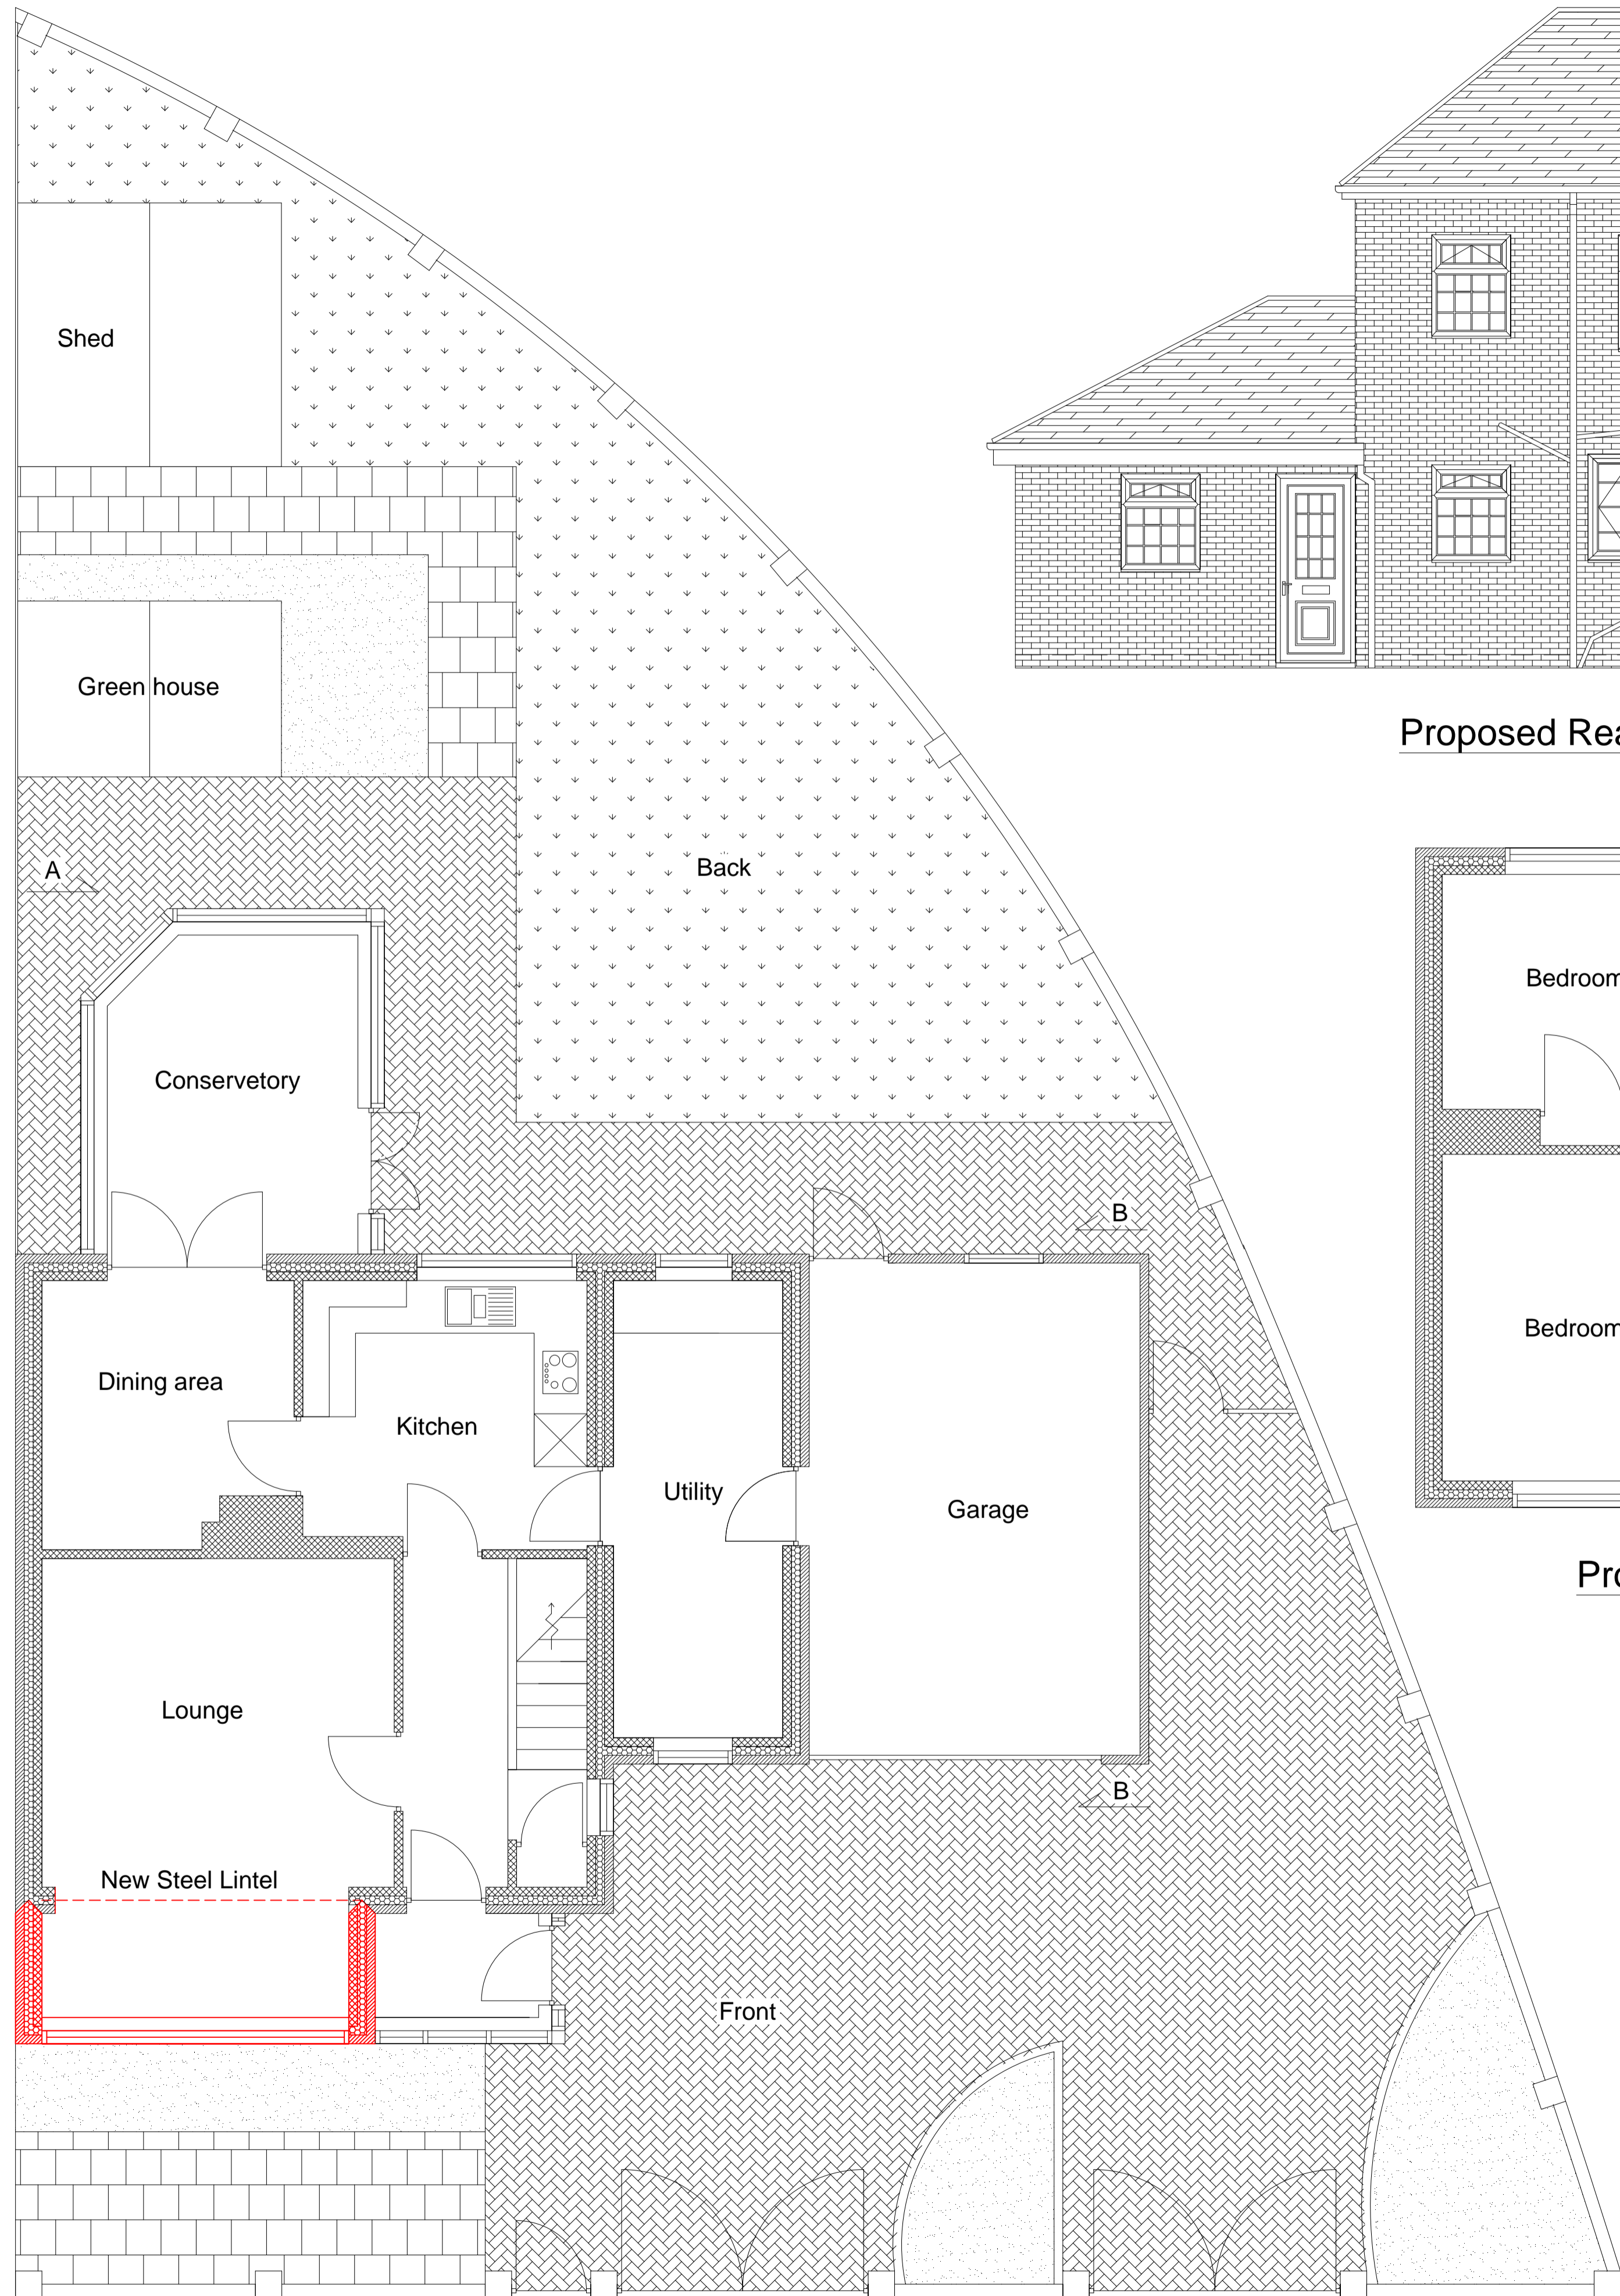 Shed
Green house
Proposed Rea
A
Back
Bedroom
Conservetory
B
Bedroom
Dining area
Kitchen
Utility
Garage
Pro
Lounge
B
New Steel Lintel
Front